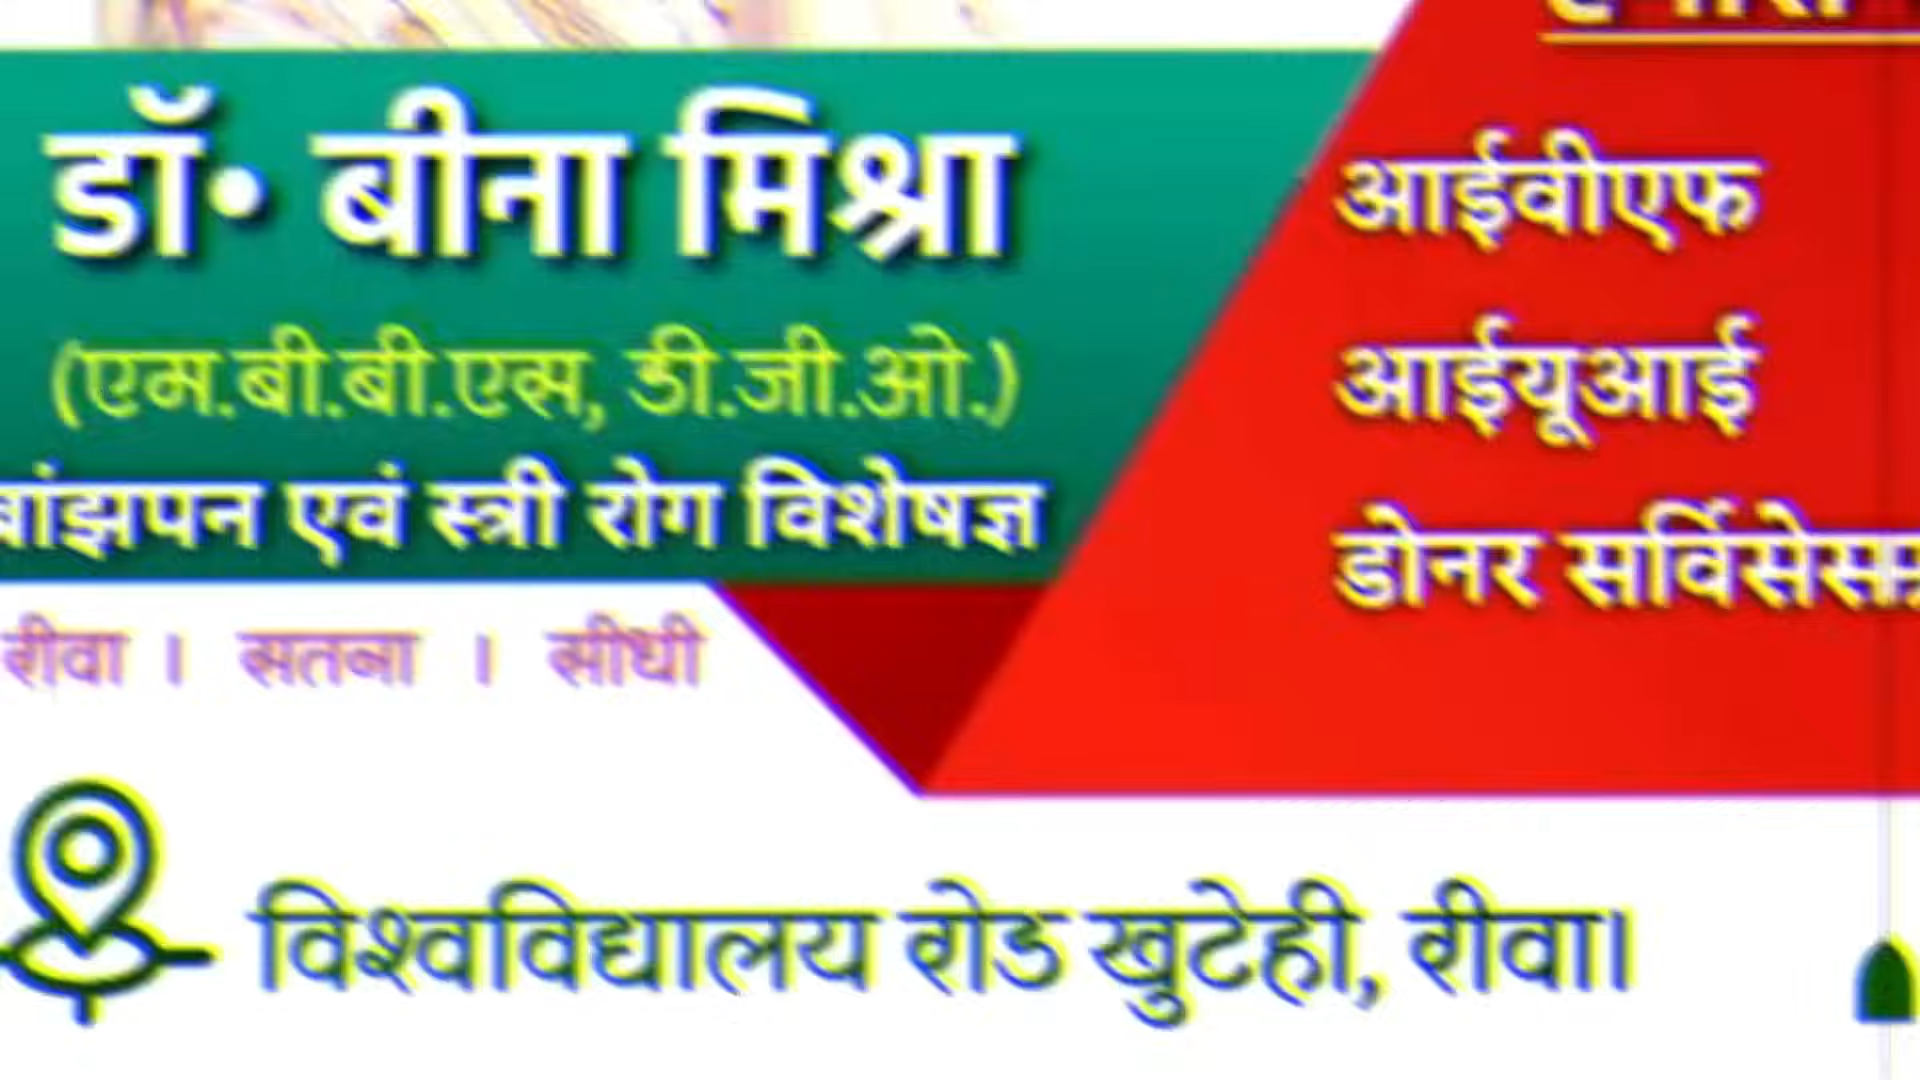 डॉ• बीना मिश्रा
(एम.बी.बी.एस, डी.जी.ओ.)
बांझपन एवं स्त्री रोग विशेषज्ञ
रीवा । सतना । सीधी
आईवीएफ
आईयूआई
डोनर सर्विसेस
विश्वविद्यालय रोड खुटेही, रीवा।